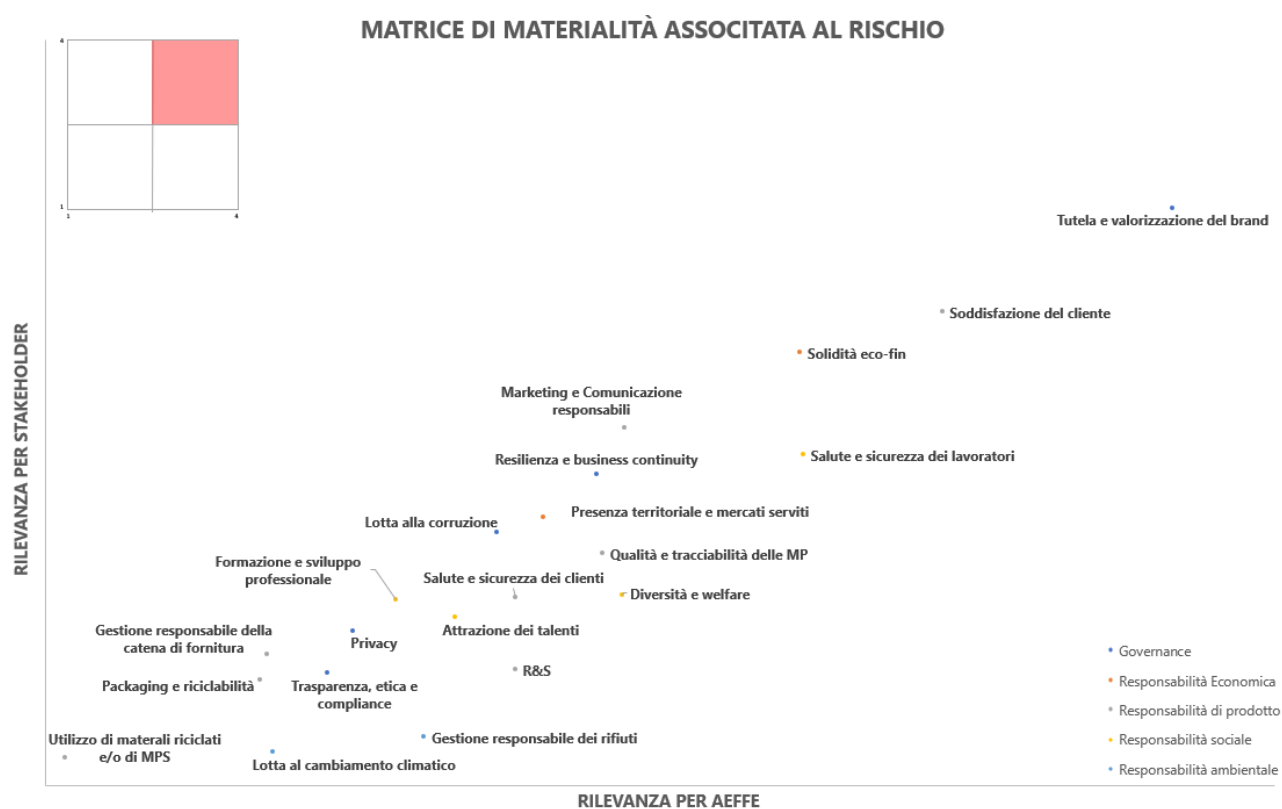 MATRICE DI MATERIALITÀ ASSOCITATA AL RISCHIO
4
1
1
4
RILEVANZA PER STAKEHOLDER
Tutela e valorizzazione del brand
Soddisfazione del cliente
Solidità eco-fin
Marketing e Comunicazione
responsabili
Resilienza e business continuity
Salute e sicurezza dei lavoratori
Presenza territoriale e mercati serviti
Lotta alla corruzione
Qualità e tracciabilità delle MP
Formazione e sviluppo
professionale
Salute e sicurezza dei clienti
Diversità e welfare
Attrazione dei talenti
Gestione responsabile della
catena di fornitura
Privacy
R&S
Packaging e riciclabilità
Trasparenza, etica e
compliance
Utilizzo di materali riciclati
e/o di MPS
Gestione responsabile dei rifiuti
Lotta al cambiamento climatico
Governance
Responsabilità Economica
Responsabilità di prodotto
Responsabilità sociale
Responsabilità ambientale
RILEVANZA PER AEFFE